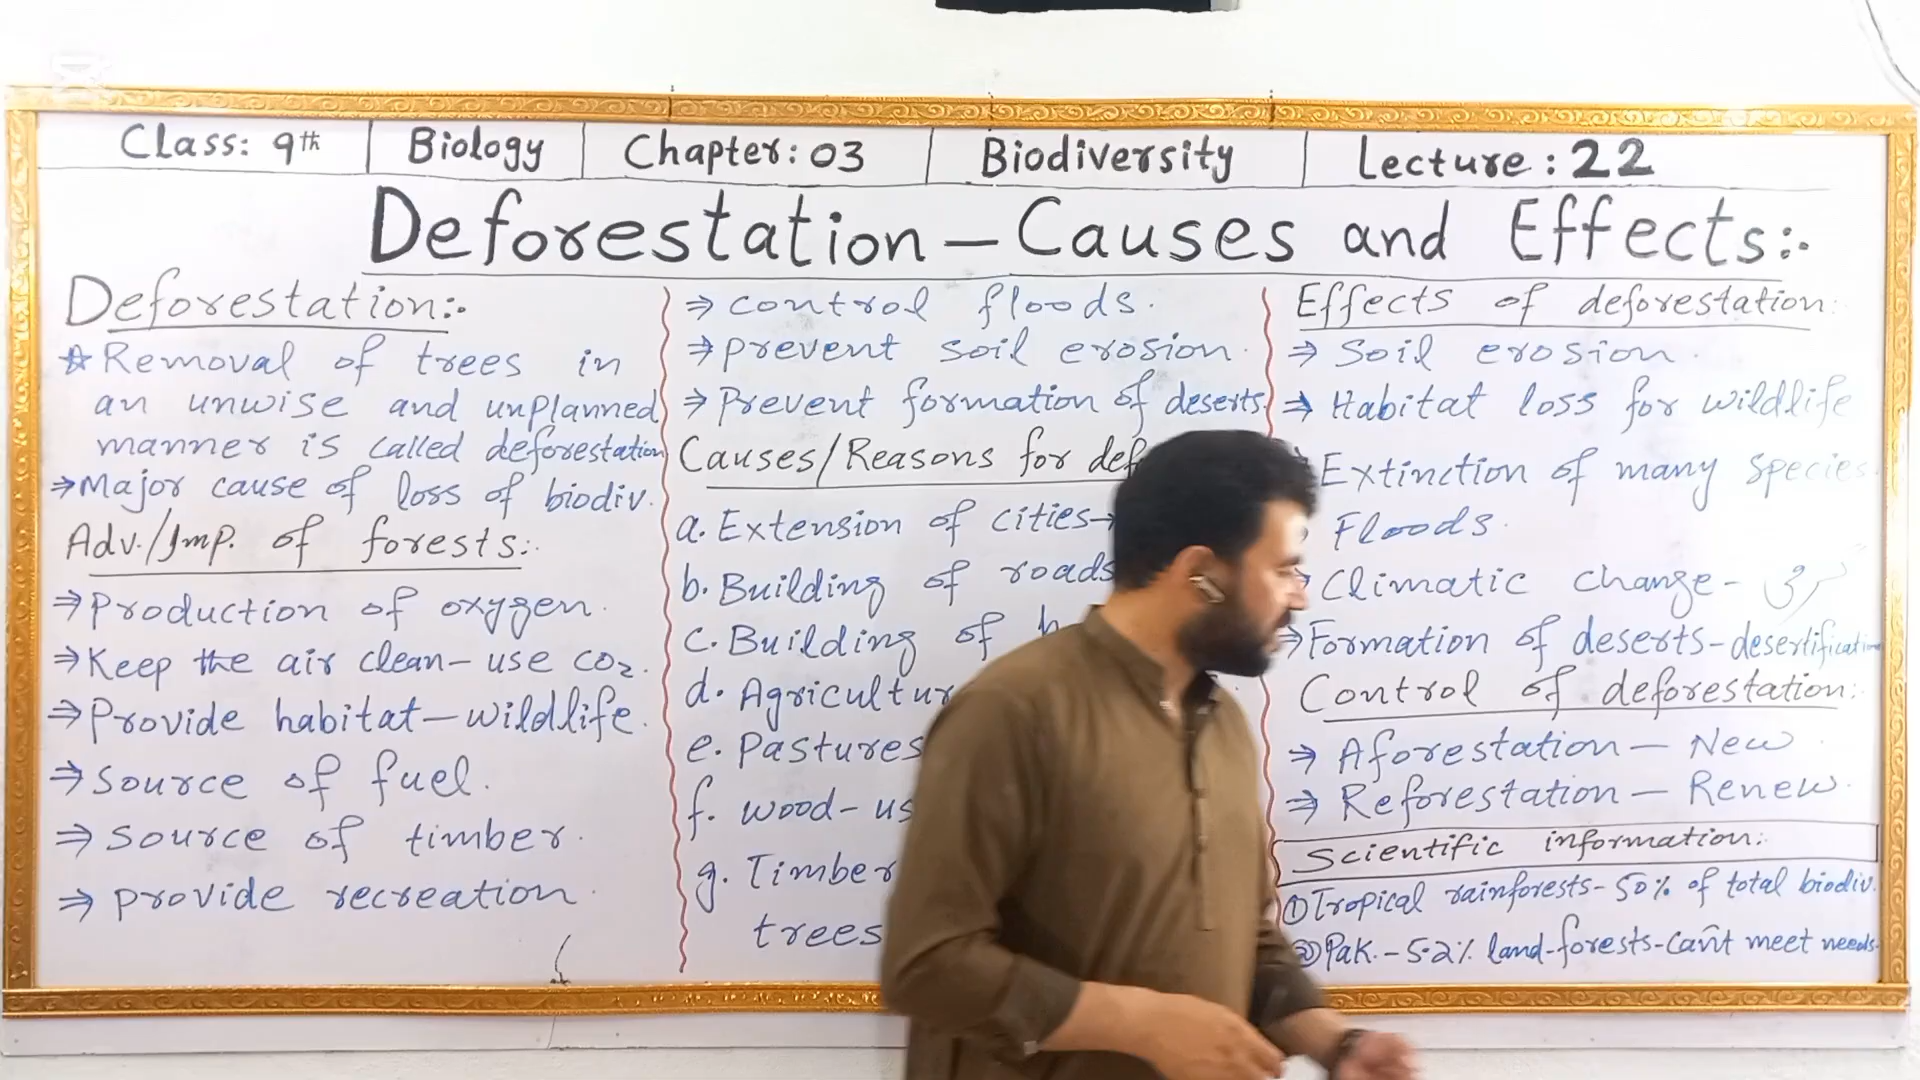 Class: 9th
Biology
Chapter: 03
Biodiversity
Lecture: 22
Deforestation – Causes and Effects:-
Deforestation:-
* Removal of trees in
an unwise and unplanned
manner is called deforestation
⇒ Major cause of loss of biodiv.
Adv./Imp. of forests:-
⇒ Production of oxygen.
⇒ Keep the air clean – use CO₂.
⇒ Provide habitat – wildlife.
⇒ Source of fuel.
⇒ Source of timber.
⇒ Provide recreation.
⇒ control floods.
⇒ prevent soil erosion.
⇒ Prevent formation of deserts.
Causes/Reasons for def
a. Extension of cities →
b. Building of roads
c. Building of
d. Agricultur
e. Pastures
f. wood – us
g. Timber
trees
Effects of deforestation:
⇒ Soil erosion.
⇒ Habitat loss for wildlife
Extinction of many species.
Floods.
Climatic change –
⇒ Formation of deserts – desertification
Control of deforestation:
⇒ Aforestation – New
⇒ Reforestation – Renew.
Scientific information:
① Tropical rainforests – 50% of total biodiv.
② Pak. – 5.2% land – forests – can't meet needs.